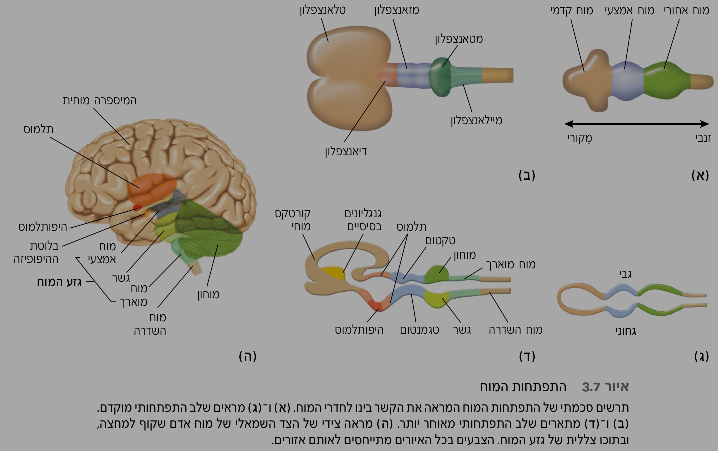 מוח אחורי
מוח אמצעי
מוח קדמי
זנבי
מקורי
(א)
טלאנצפלון
מזאנצפלון
מטאנצפלון
מיילאנצפלון
דיאנצפלון
(ב)
גבי
גחוני
(ג)
קורטקס
מוחי
גנגליונים
בסיסיים
תלמוס
טקטום
מוחון
מוח מוארך
היפותלמוס
טגמנטום
גשר
מוח השדרה
(ד)
המיספרה מוחית
תלמוס
היפותלמוס
בלוטת
ההיפופיזה
גזע המוח
מוח
אמצעי
גשר
מוח
מוארך
מוח
השדרה
מוחון
(ה)
איור 3.7 התפתחות המוח
תרשים סכמתי של התפתחות המוח המראה את הקשר בינו לחדרי המוח. (א) ו־(ג) מראים שלב התפתחותי מוקדם.
(ב) ו־(ד) מתארים שלב התפתחותי מאוחר יותר. (ה) מראה צידי של הצד השמאלי של מוח אדם שקוף למחצה,
ובתוכו צללית של גזע המוח. הצבעים בכל האיורים מתייחסים לאותם אזורים.